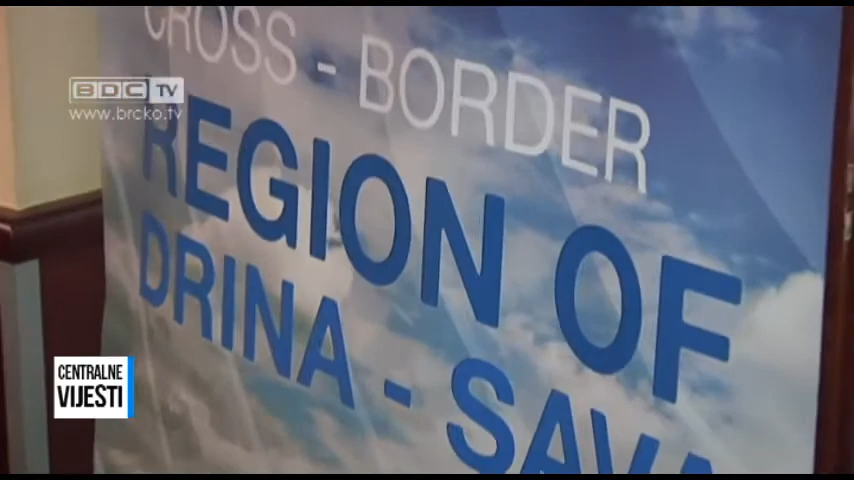 CROSS - BORDER
BDC TV
www.brcko.tv
REGION OF
DRINA - SAVA
CENTRALNE
VIJESTI